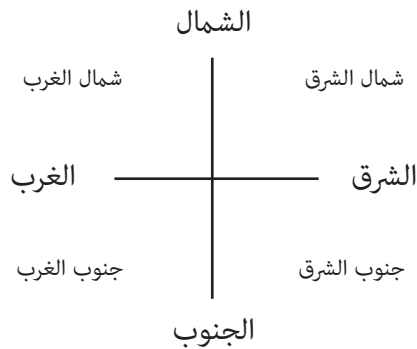 الشمال
شمال الشرق
شمال الغرب
الشرق
الغرب
جنوب الشرق
جنوب الغرب
الجنوب